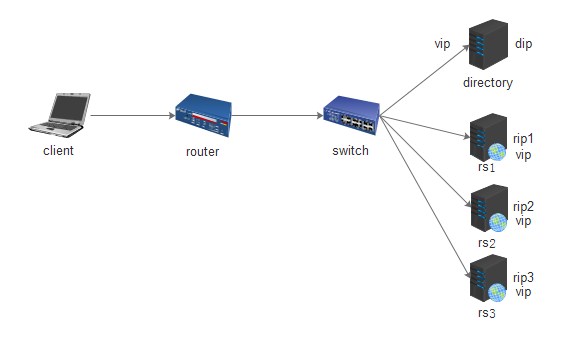 vip
dip
directory
client
router
switch
rip1
vip
rs1
rip2
vip
rs2
rip3
vip
rs3